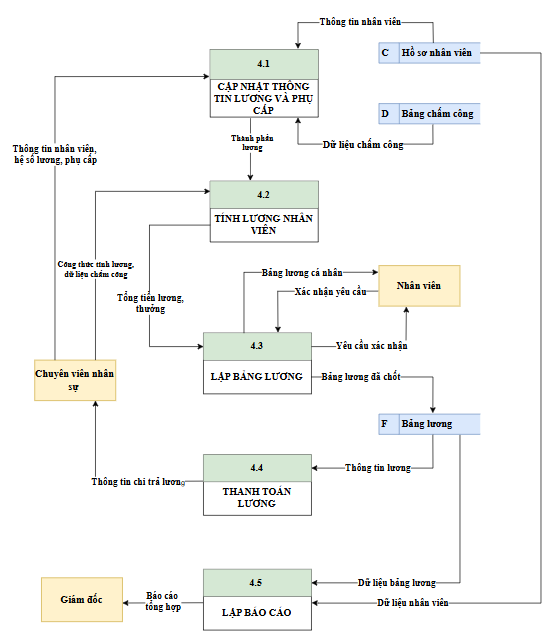 Thông tin nhân viên
C Hồ sơ nhân viên
4.1
CẬP NHẬT THÔNG
TIN LƯƠNG VÀ PHỤ
CẤP
D Bảng chấm công
Thông tin nhân viên,
hệ số lương, phụ cấp
Thành phần
lương
Dữ liệu chấm công
4.2
TÍNH LƯƠNG NHÂN
VIÊN
Công thức tính lương,
dữ liệu chấm công
Bảng lương cá nhân
Xác nhận yêu cầu
Nhân viên
Tổng tiền lương,
thưởng
4.3
Yêu cầu xác nhận
LẬP BẢNG LƯƠNG
Bảng lương đã chốt
Chuyên viên nhân
sự
F Bảng lương
4.4
Thông tin lương
Thông tin chi trả lương
THANH TOÁN
LƯƠNG
4.5
Dữ liệu bảng lương
Giám đốc
Báo cáo
tổng hợp
Dữ liệu nhân viên
LẬP BÁO CÁO